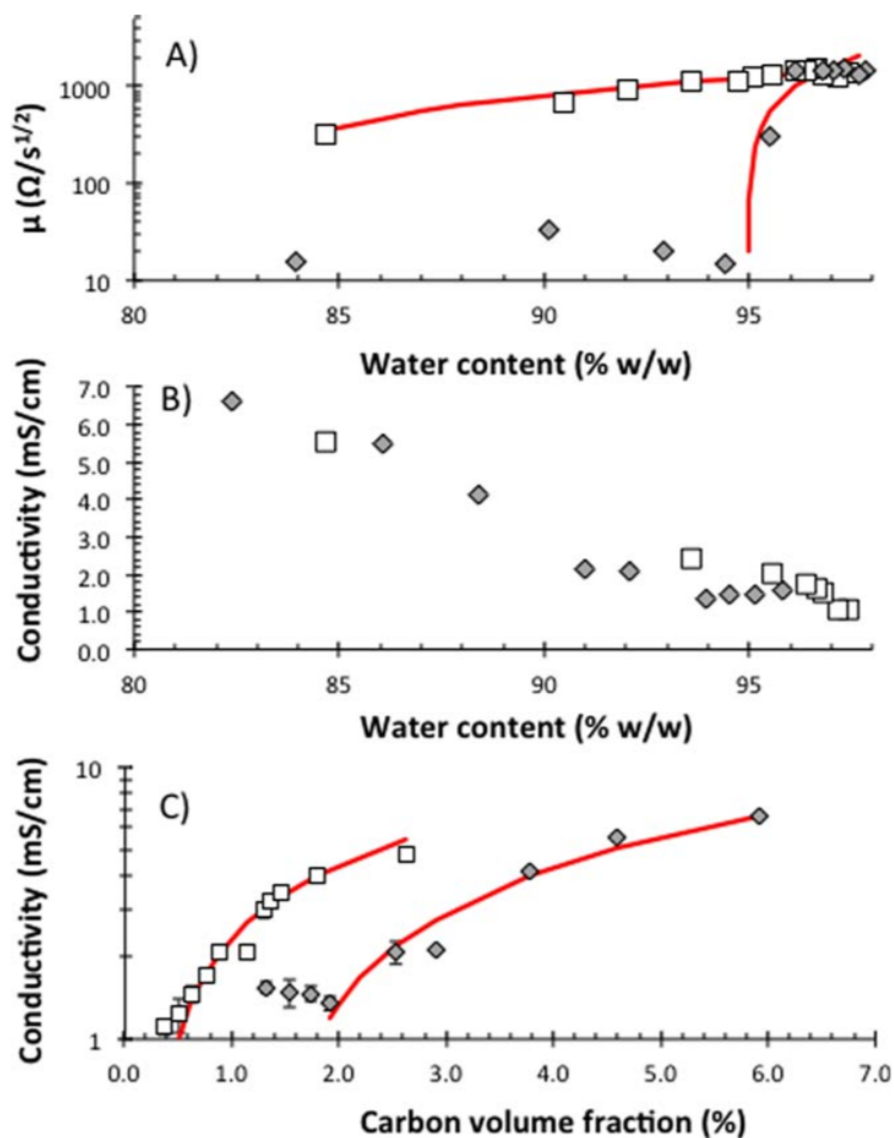 A)
1000
100
10
μ (Ω/s^1/2)
80 85 90 95
Water content (% w/w)
B)
7.0
6.0
5.0
4.0
3.0
2.0
1.0
0.0
Conductivity (mS/cm)
80 85 90 95
Water content (% w/w)
C)
10
1
Conductivity (mS/cm)
0.0 1.0 2.0 3.0 4.0 5.0 6.0 7.0
Carbon volume fraction (%)